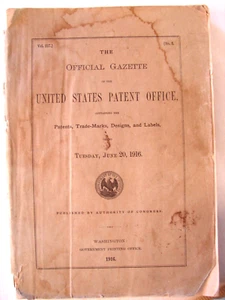 THE
OFFICIAL GAZETTE
OF THE
UNITED STATES PATENT OFFICE,
CONTAINING THE
Patents, Trade-Marks, Designs, and Labels.
TUESDAY, JUNE 20, 1916.
PUBLISHED BY AUTHORITY OF CONGRESS
WASHINGTON
GOVERNMENT PRINTING OFFICE
1916